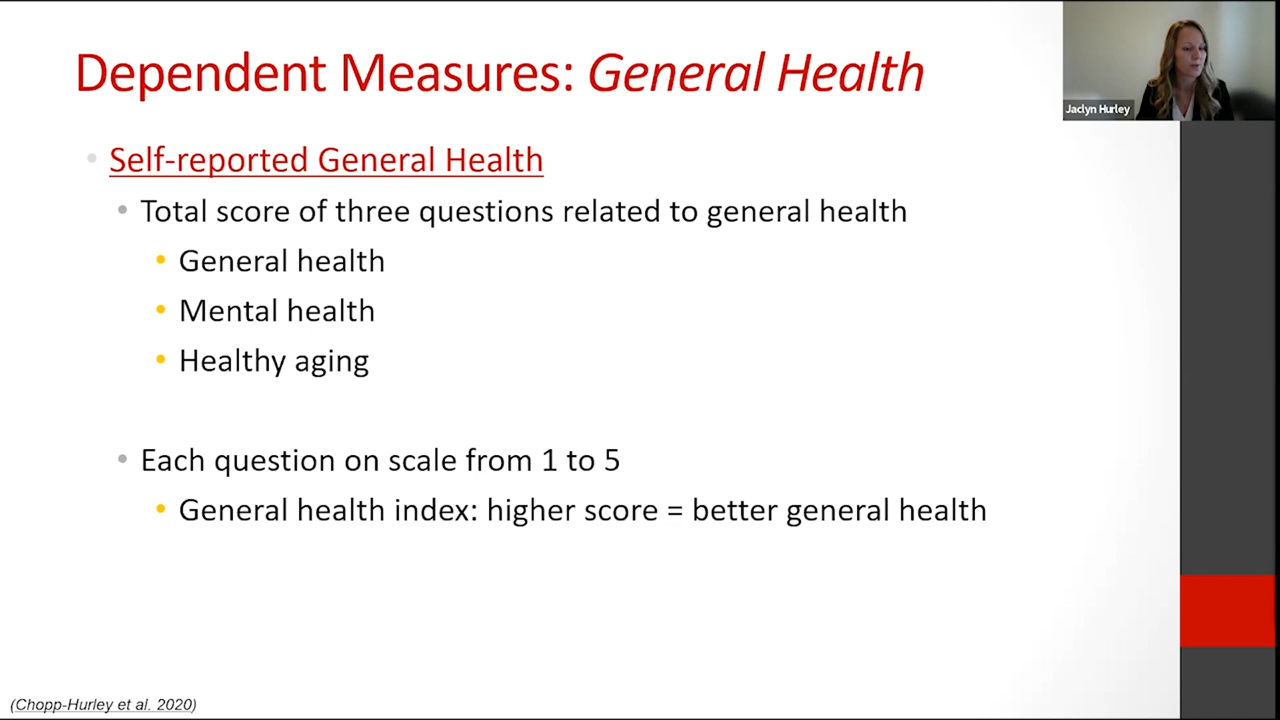 Dependent Measures: General Health
Jaclyn Hurley
• Self-reported General Health
• Total score of three questions related to general health
• General health
• Mental health
• Healthy aging
• Each question on scale from 1 to 5
• General health index: higher score = better general health
(Chopp-Hurley et al. 2020)